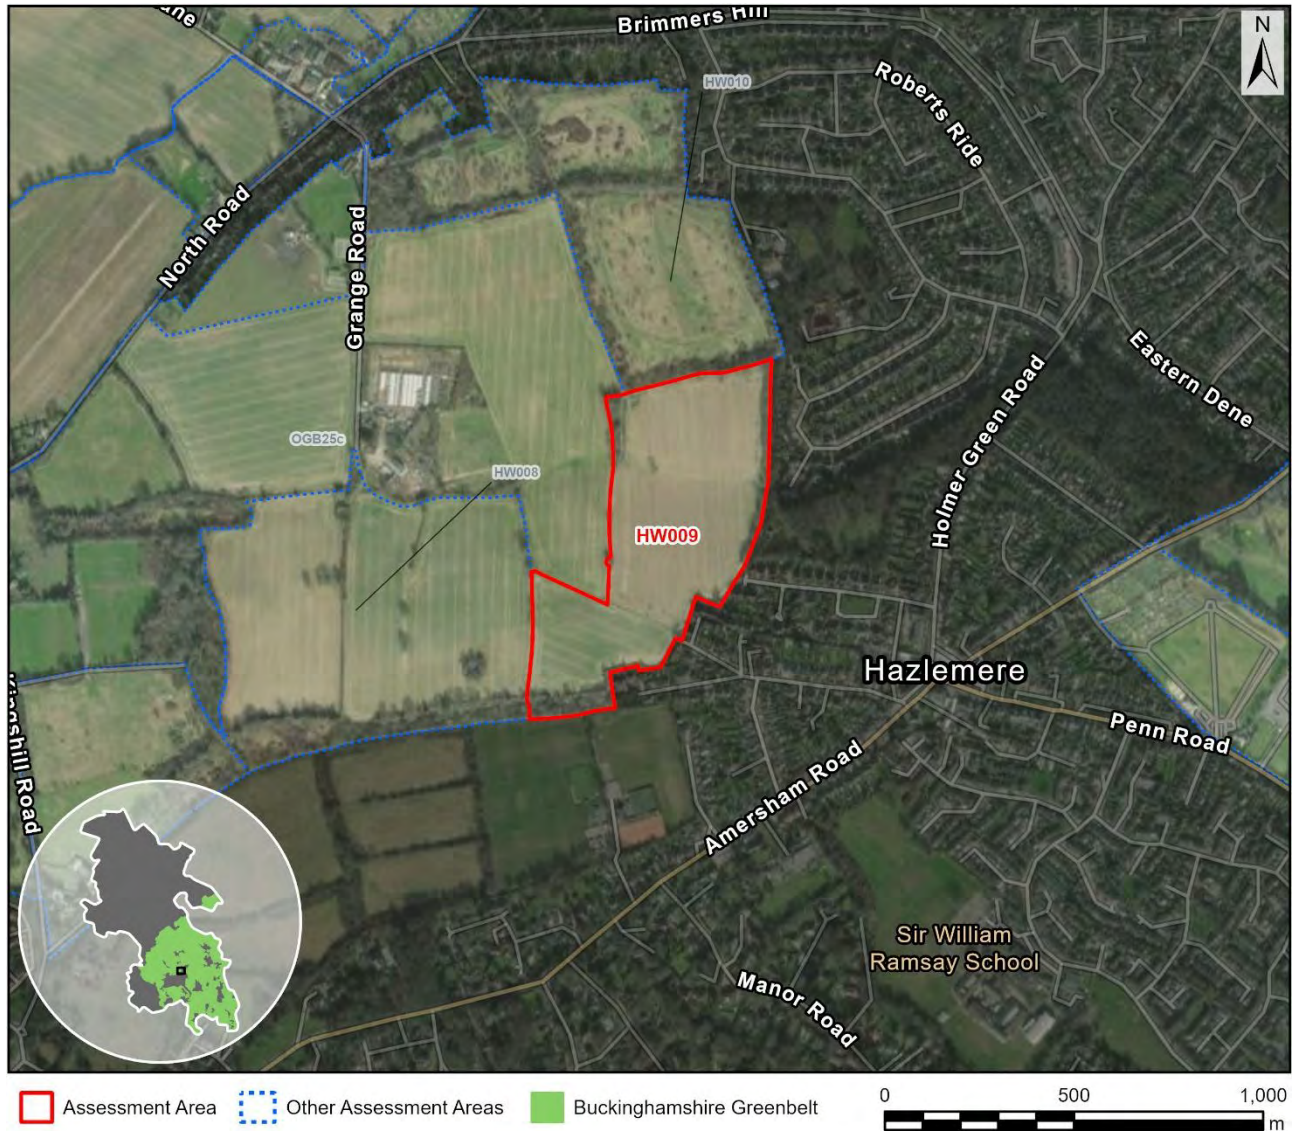 Brimmers Hill
N
HW010
Roberts Ride
North Road
Grange Road
Eastern Dene
Holmer Green Road
OGB25c
HW008
HW009
Hazlemere
Penn Road
Kingshill Road
Amersham Road
Sir William
Ramsay School
Manor Road
Assessment Area
Other Assessment Areas
Buckinghamshire Greenbelt
0 500 1,000
m